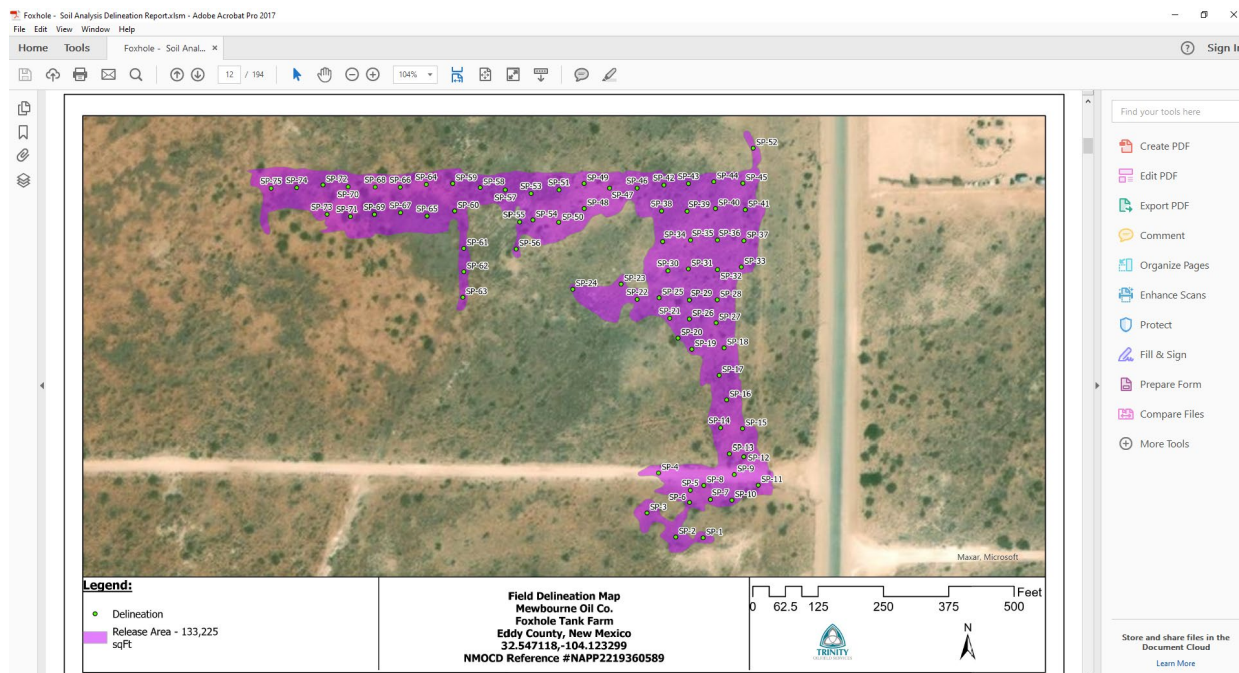 Foxhole - Soil Analysis Delineation Report.xlsm - Adobe Acrobat Pro 2017
File Edit View Window Help
Home Tools Foxhole - Soil Anal... × Sign In
12 / 194 104%
Find your tools here
Create PDF
Edit PDF
Export PDF
Comment
Organize Pages
Enhance Scans
Protect
Fill & Sign
Prepare Form
Compare Files
More Tools
Store and share files in the
Document Cloud
Learn More
SP-52
SP-75 SP-74 SP-72 SP-68 SP-66 SP-64 SP-59 SP-58 SP-49 SP-42 SP-43 SP-44 SP-45
SP-70 SP-57 SP-53 SP-51 SP-47 SP-46
SP-73 SP-71 SP-69 SP-67 SP-65 SP-60 SP-55 SP-54 SP-50 SP-48 SP-38 SP-39 SP-40 SP-41
SP-61 SP-56 SP-34 SP-35 SP-36 SP-37
SP-62 SP-30 SP-31 SP-32 SP-33
SP-63 SP-24 SP-23 SP-22 SP-25 SP-29 SP-28
SP-21 SP-26 SP-27
SP-20 SP-19 SP-18
SP-17
SP-16
SP-14 SP-15
SP-13
SP-12
SP-4 SP-9
SP-5 SP-8 SP-11
SP-6 SP-7 SP-10
SP-3
SP-2 SP-1
Maxar, Microsoft
Legend:
Delineation
Release Area - 133,225
sqFt
Field Delineation Map
Mewbourne Oil Co.
Foxhole Tank Farm
Eddy County, New Mexico
32.547118,-104.123299
NMOCD Reference #NAPP2219360589
Feet
0 62.5 125 250 375 500
N
TRINITY
OILFIELD SERVICES